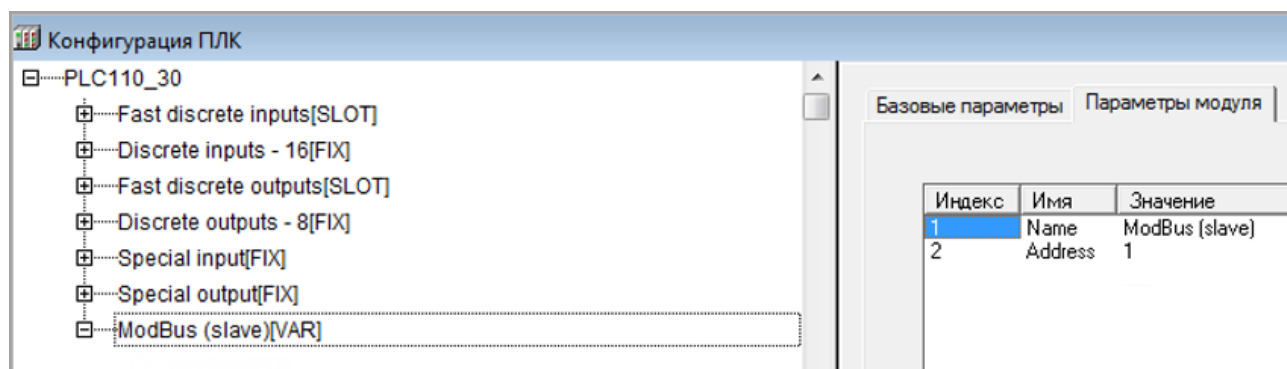 Конфигурация ПЛК
PLC110_30
Fast discrete inputs[SLOT]
Discrete inputs - 16[FIX]
Fast discrete outputs[SLOT]
Discrete outputs - 8[FIX]
Special input[FIX]
Special output[FIX]
ModBus (slave)[VAR]
Базовые параметры Параметры модуля
Индекс Имя Значение
1 Name ModBus (slave)
2 Address 1